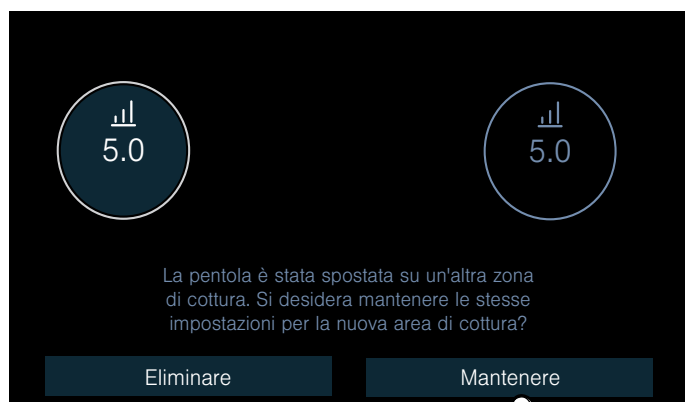 5.0
5.0
La pentola è stata spostata su un'altra zona
di cottura. Si desidera mantenere le stesse
impostazioni per la nuova area di cottura?
Eliminare
Mantenere